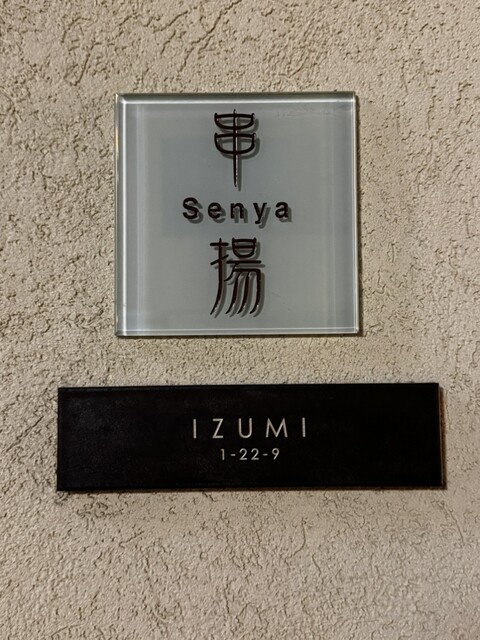 串
Senya
揚
IZUMI
1-22-9